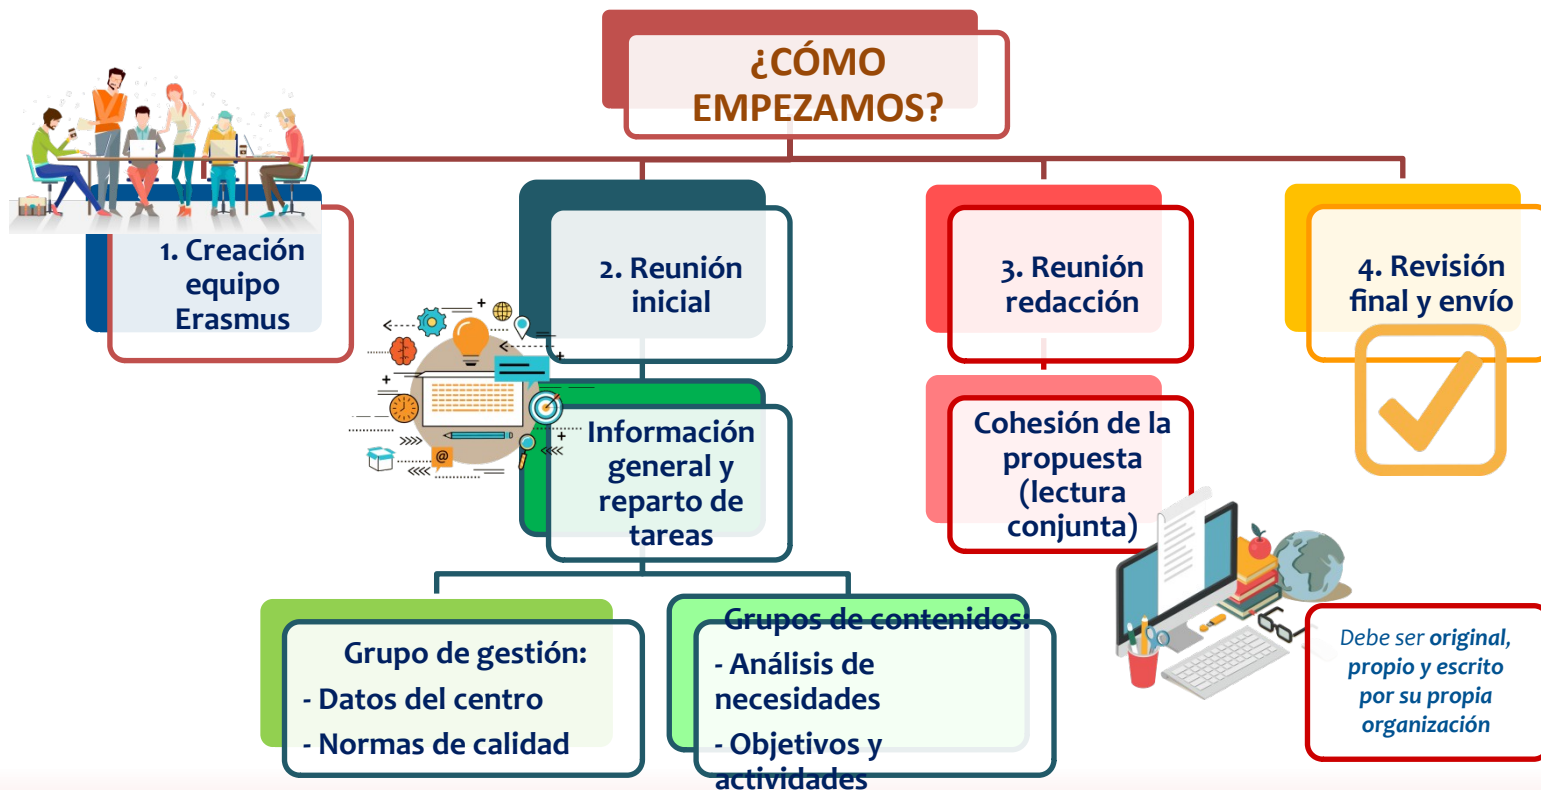 ¿CÓMO
EMPEZAMOS?
1. Creación
equipo
Erasmus
2. Reunión
inicial
Información
general y
reparto de
tareas
Grupo de gestión:
- Datos del centro
- Normas de calidad
Grupos de contenidos:
- Análisis de
necesidades
- Objetivos y
actividades
3. Reunión
redacción
Cohesión de la
propuesta
(lectura
conjunta)
4. Revisión
final y envío
Debe ser original,
propio y escrito
por su propia
organización
@